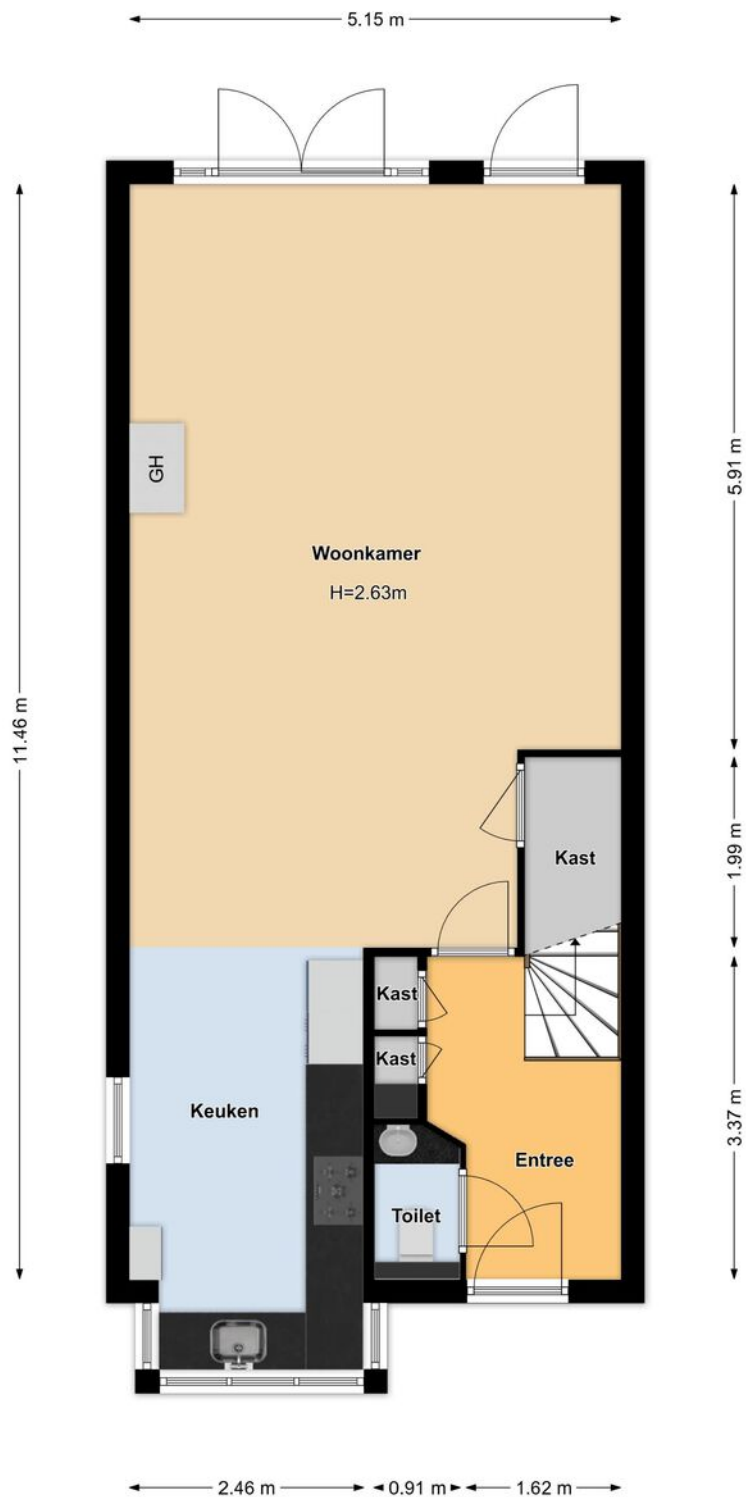 5.15 m
GH
Woonkamer
H=2.63m
5.91 m
11.46 m
Kast
1.99 m
Kast
Kast
Keuken
3.37 m
Entree
Toilet
2.46 m
0.91 m
1.62 m